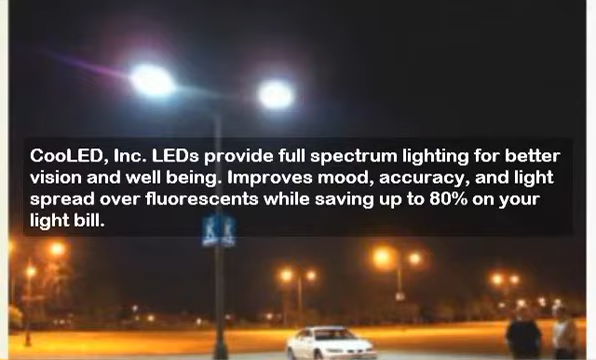 CooLED, Inc. LEDs provide full spectrum lighting for better
vision and well being. Improves mood, accuracy, and light
spread over fluorescents while saving up to 80% on your
light bill.